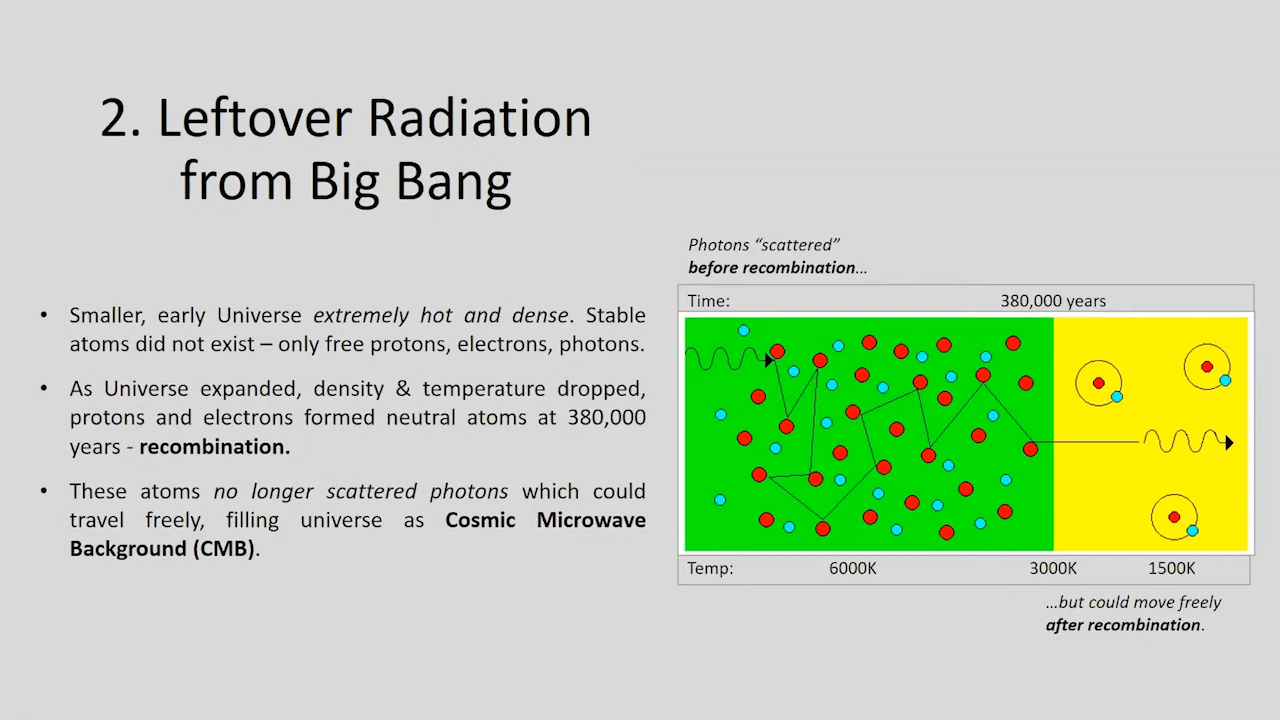 2. Leftover Radiation
from Big Bang
• Smaller, early Universe extremely hot and dense. Stable
atoms did not exist – only free protons, electrons, photons.
• As Universe expanded, density & temperature dropped,
protons and electrons formed neutral atoms at 380,000
years - recombination.
• These atoms no longer scattered photons which could
travel freely, filling universe as Cosmic Microwave
Background (CMB).
Photons “scattered”
before recombination…
Time: 380,000 years
Temp: 6000K 3000K 1500K
…but could move freely
after recombination.